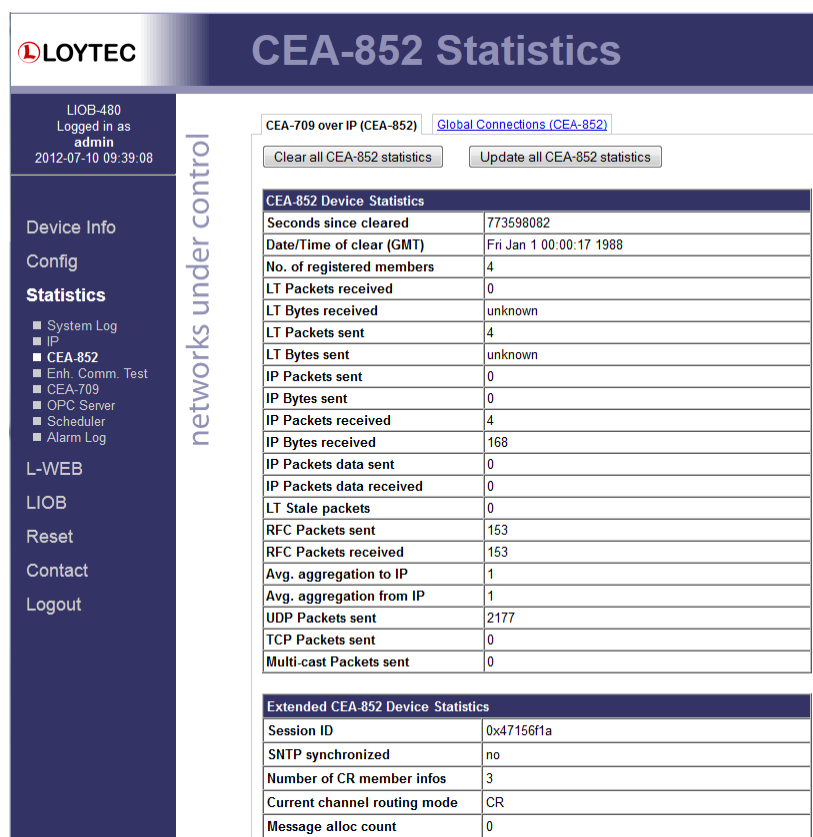 LOYTEC
CEA-852 Statistics
LIOB-480
Logged in as
admin
2012-07-10 09:39:08
Device Info
Config
Statistics
System Log
IP
CEA-852
Enh. Comm. Test
CEA-709
OPC Server
Scheduler
Alarm Log
L-WEB
LIOB
Reset
Contact
Logout
networks under control
CEA-709 over IP (CEA-852) Global Connections (CEA-852)
Clear all CEA-852 statistics Update all CEA-852 statistics
CEA-852 Device Statistics
Seconds since cleared 773598082
Date/Time of clear (GMT) Fri Jan 1 00:00:17 1988
No. of registered members 4
LT Packets received 0
LT Bytes received unknown
LT Packets sent 4
LT Bytes sent unknown
IP Packets sent 0
IP Bytes sent 0
IP Packets received 4
IP Bytes received 168
IP Packets data sent 0
IP Packets data received 0
LT Stale packets 0
RFC Packets sent 153
RFC Packets received 153
Avg. aggregation to IP 1
Avg. aggregation from IP 1
UDP Packets sent 2177
TCP Packets sent 0
Multi-cast Packets sent 0
Extended CEA-852 Device Statistics
Session ID 0x47156f1a
SNTP synchronized no
Number of CR member infos 3
Current channel routing mode CR
Message alloc count 0